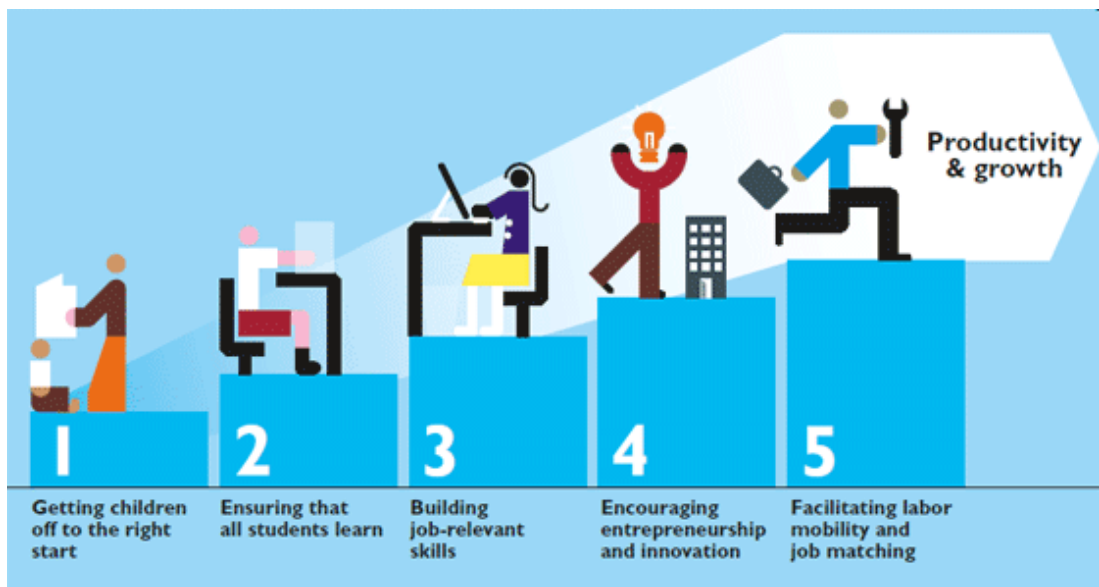 Productivity
& growth
1
2
3
4
5
Getting children
off to the right
start
Ensuring that
all students learn
Building
job-relevant
skills
Encouraging
entrepreneurship
and innovation
Facilitating labor
mobility and
job matching